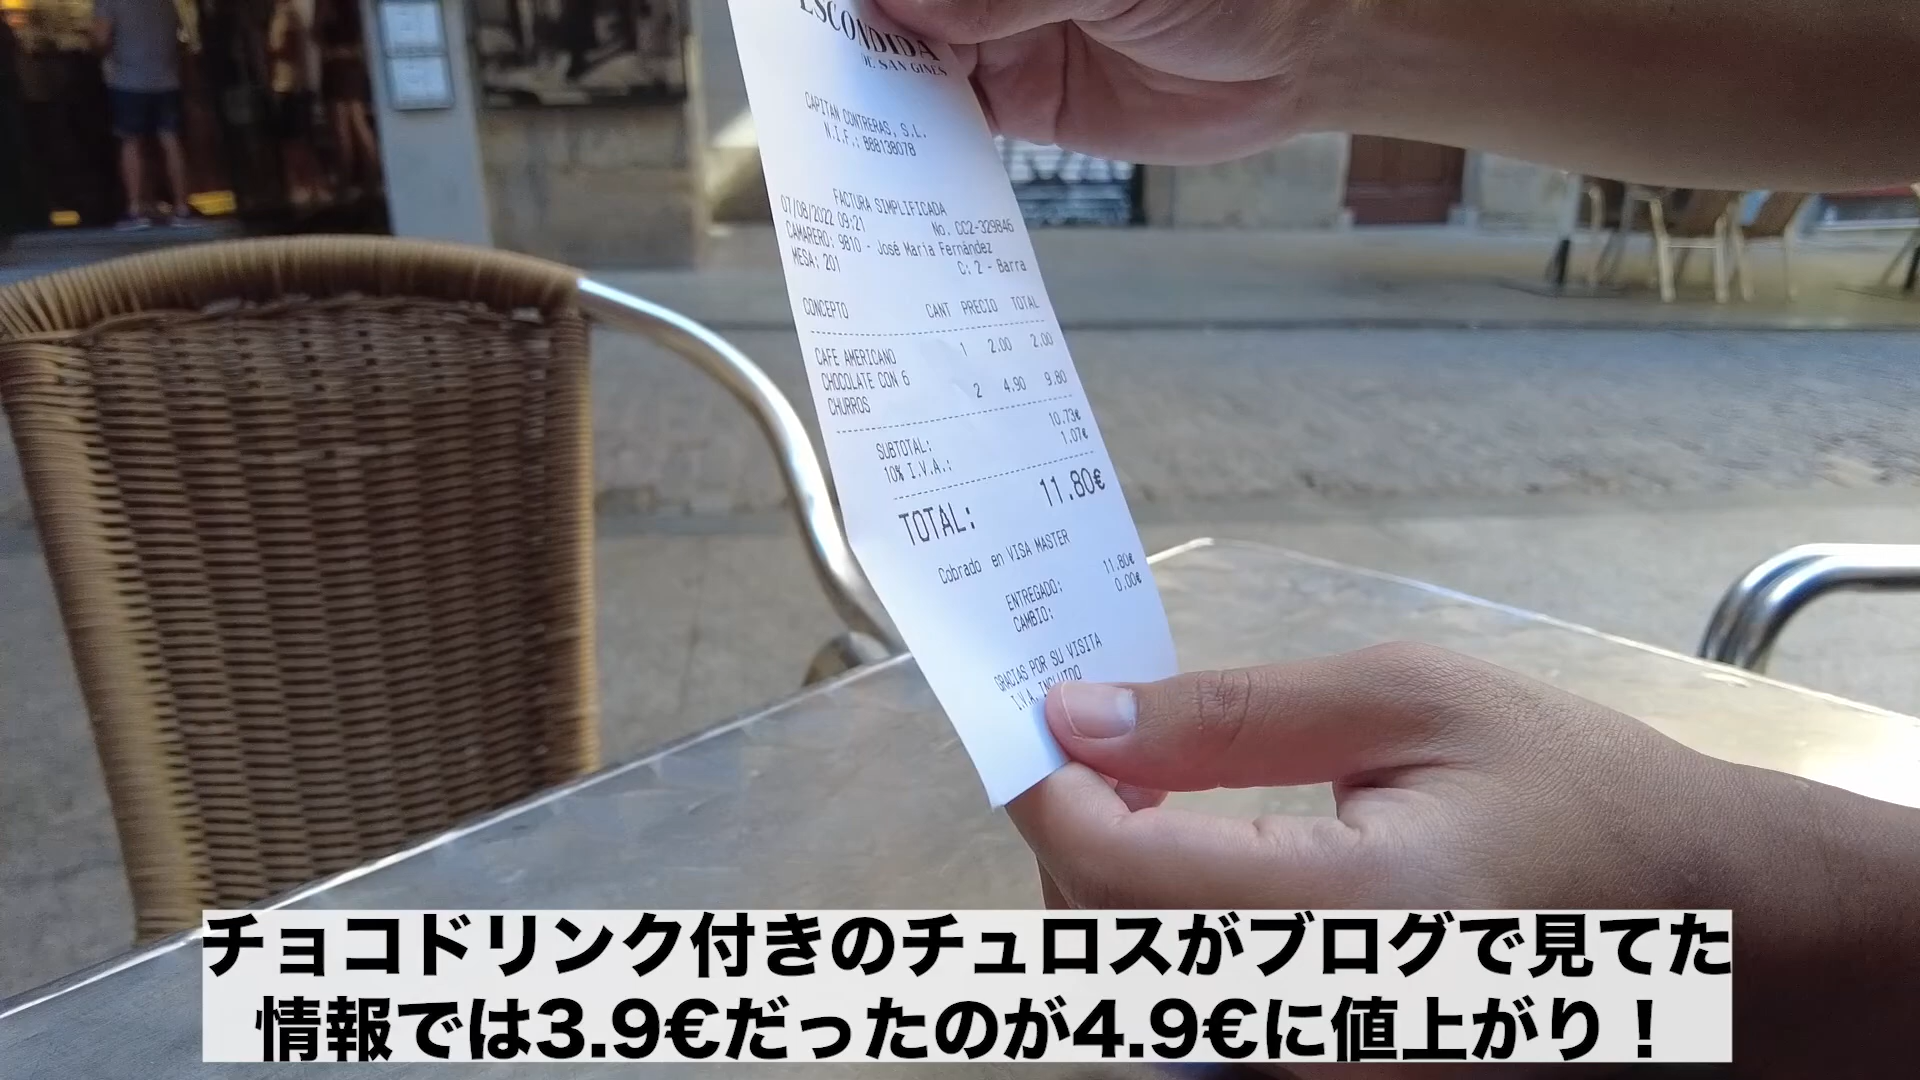 ESCONDIDA
DE SAN GINÉS
CAPITAN CONTRERAS, S.L.
N.I.F.: B88138078
FACTURA SIMPLIFICADA
07/08/2022 09:21 No. CC2-329846
CAMARERO: 9810 - José María Fernández
MESA: 201 C: 2 - Barra
CONCEPTO CANT PRECIO TOTAL
CAFE AMERICANO 1 2.00 2.00
CHOCOLATE CON 6
CHURROS 2 4.90 9.80
SUBTOTAL: 10.73€
10% I.V.A.: 1.07€
TOTAL: 11.80€
Cobrado en VISA MASTER
ENTREGADO: 11.80€
CAMBIO: 0.00€
GRACIAS POR SU VISITA
I.V.A. INCLUIDO
チョコドリンク付きのチュロスがブログで見てた
情報では3.9€だったのが4.9€に値上がり！